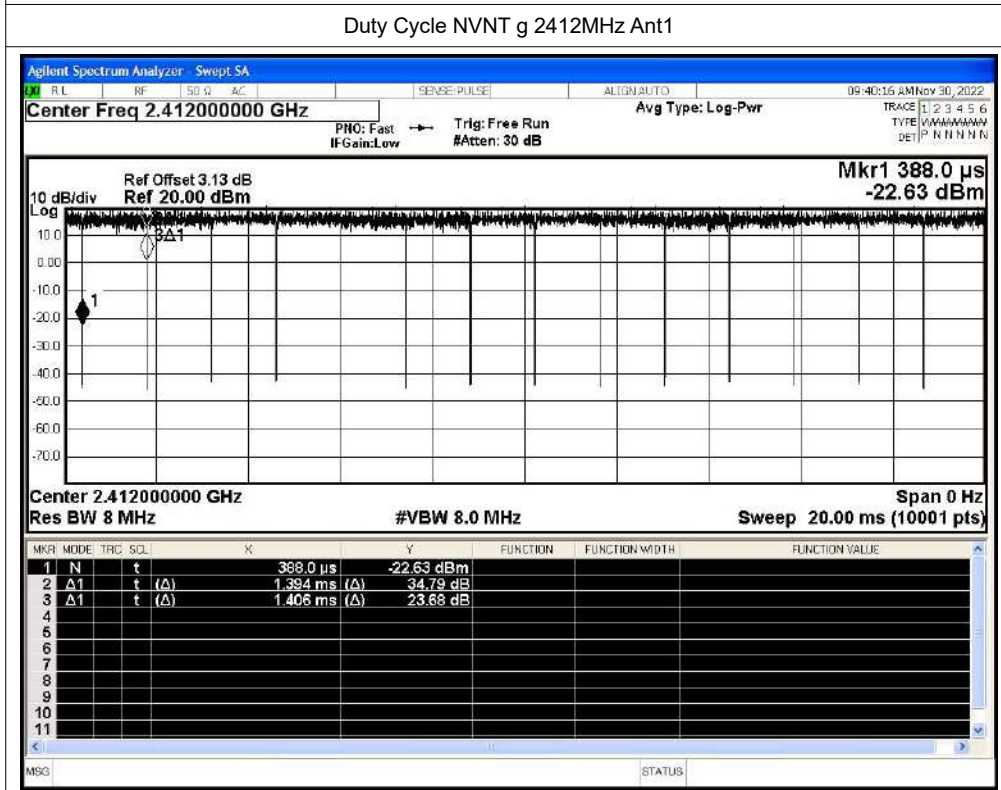 Duty Cycle NVNT g 2412MHz Ant1
Agilent Spectrum Analyzer - Swept SA
LXI RL RF 50 Ω AC SENSE:PULSE ALIGNAUTO 09:40:16 AM Nov 30, 2022
Center Freq 2.412000000 GHz Avg Type: Log-Pwr TRACE 1 2 3 4 5 6
PNO: Fast Trig: Free Run TYPE
IFGain:Low #Atten: 30 dB DET P N N N N N
Mkr1 388.0 µs
Ref Offset 3.13 dB
10 dB/div Ref 20.00 dBm -22.63 dBm
Log
10.0
3Δ1
0.00
-10.0
1
-20.0
-30.0
-40.0
-50.0
-60.0
-70.0
Center 2.412000000 GHz Span 0 Hz
Res BW 8 MHz #VBW 8.0 MHz Sweep 20.00 ms (10001 pts)
MKR MODE TRC SCL X Y FUNCTION FUNCTION WIDTH FUNCTION VALUE
1 N t 388.0 µs -22.63 dBm
2 Δ1 t (Δ) 1.394 ms (Δ) 34.79 dB
3 Δ1 t (Δ) 1.406 ms (Δ) 23.68 dB
4
5
6
7
8
9
10
11
MSG STATUS